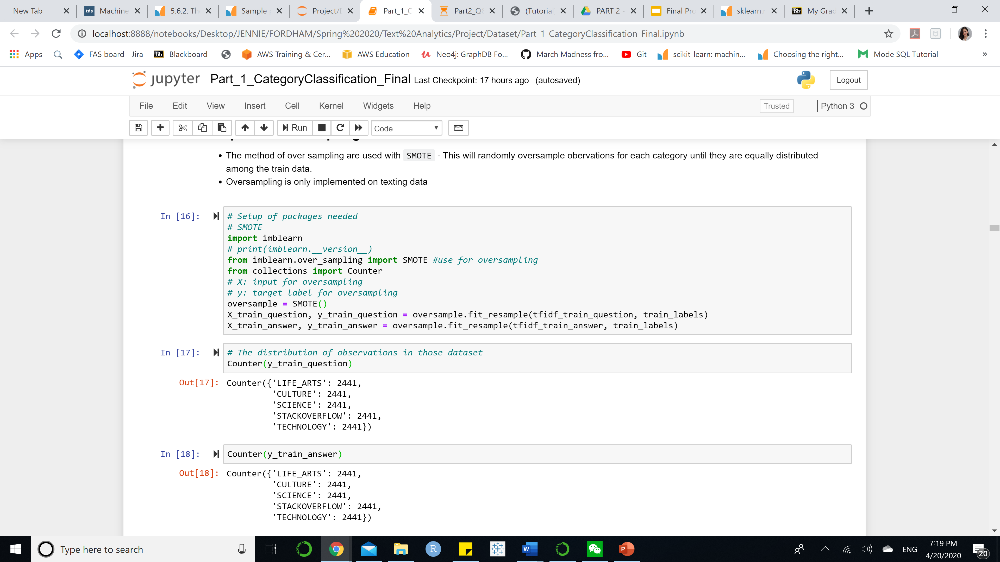 New Tab
Machine
5.6.2. Th
Sample
Project/
Part_1_C
Part2_Q
(Tutorial
PART 2 -
Final Pro
sklearn.
My Grad
localhost:8888/notebooks/Desktop/JENNIE/FORDHAM/Spring%202020/Text%20Analytics/Project/Dataset/Part_1_CategoryClassification_Final.ipynb
Apps
FAS board - Jira
Blackboard
AWS Training & Cer...
AWS Education
Neo4j: GraphDB Fo...
March Madness fro...
Git
scikit-learn: machin...
Choosing the right...
Mode SQL Tutorial
»
jupyter Part_1_CategoryClassification_Final Last Checkpoint: 17 hours ago (autosaved)
Logout
File Edit View Insert Cell Kernel Widgets Help
Trusted
Python 3
Run
Code
• The method of over sampling are used with SMOTE - This will randomly oversample obervations for each category until they are equally distributed
among the train data.
• Oversampling is only implemented on texting data
In [16]:
# Setup of packages needed
# SMOTE
import imblearn
# print(imblearn.__version__)
from imblearn.over_sampling import SMOTE #use for oversampling
from collections import Counter
# X: input for oversampling
# y: target label for oversampling
oversample = SMOTE()
X_train_question, y_train_question = oversample.fit_resample(tfidf_train_question, train_labels)
X_train_answer, y_train_answer = oversample.fit_resample(tfidf_train_answer, train_labels)
In [17]:
# The distribution of observations in those dataset
Counter(y_train_question)
Out[17]: Counter({'LIFE_ARTS': 2441,
'CULTURE': 2441,
'SCIENCE': 2441,
'STACKOVERFLOW': 2441,
'TECHNOLOGY': 2441})
In [18]: Counter(y_train_answer)
Out[18]: Counter({'LIFE_ARTS': 2441,
'CULTURE': 2441,
'SCIENCE': 2441,
'STACKOVERFLOW': 2441,
'TECHNOLOGY': 2441})
Type here to search
ENG
7:19 PM
4/20/2020
20